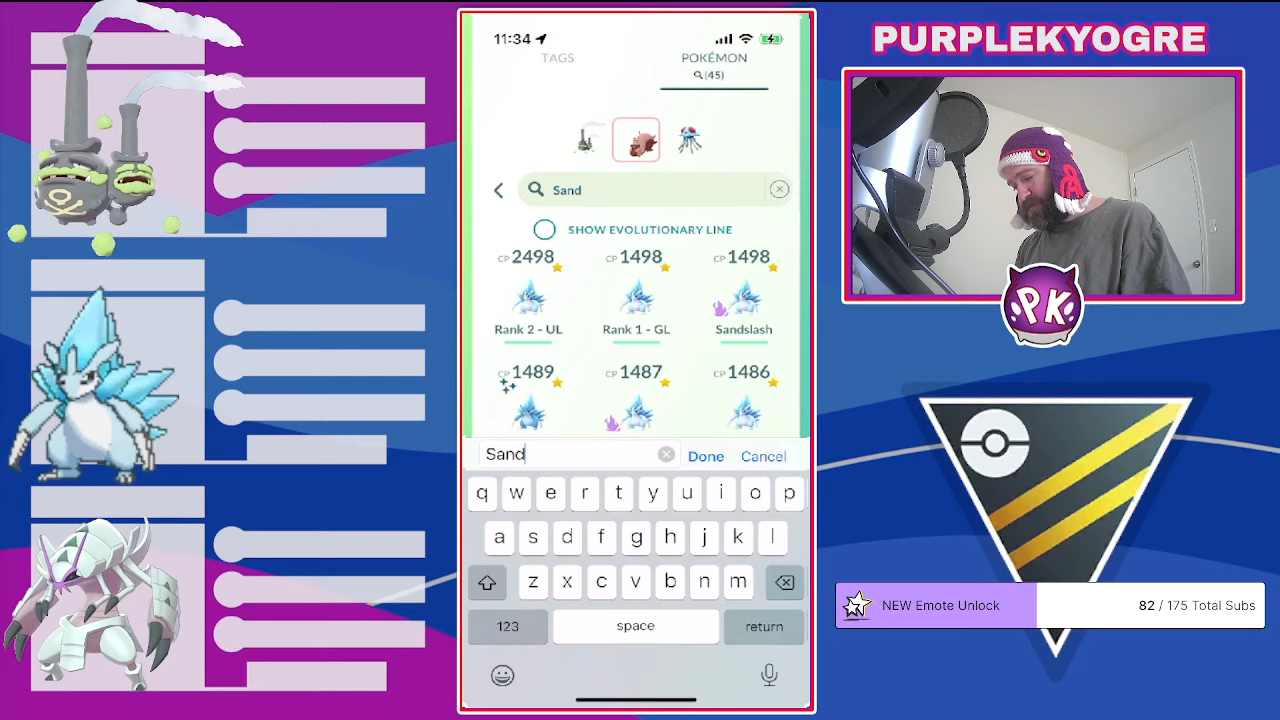 PURPLEKYOGRE
11:34
TAGS
POKÉMON
(45)
Sand
SHOW EVOLUTIONARY LINE
CP 2498
CP 1498
CP 1498
Rank 2 - UL
Rank 1 - GL
Sandslash
CP 1489
CP 1487
CP 1486
Sand
Done
Cancel
q w e r t y u i o p
a s d f g h j k l
z x c v b n m
123
space
return
PK
NEW Emote Unlock
82 / 175 Total Subs